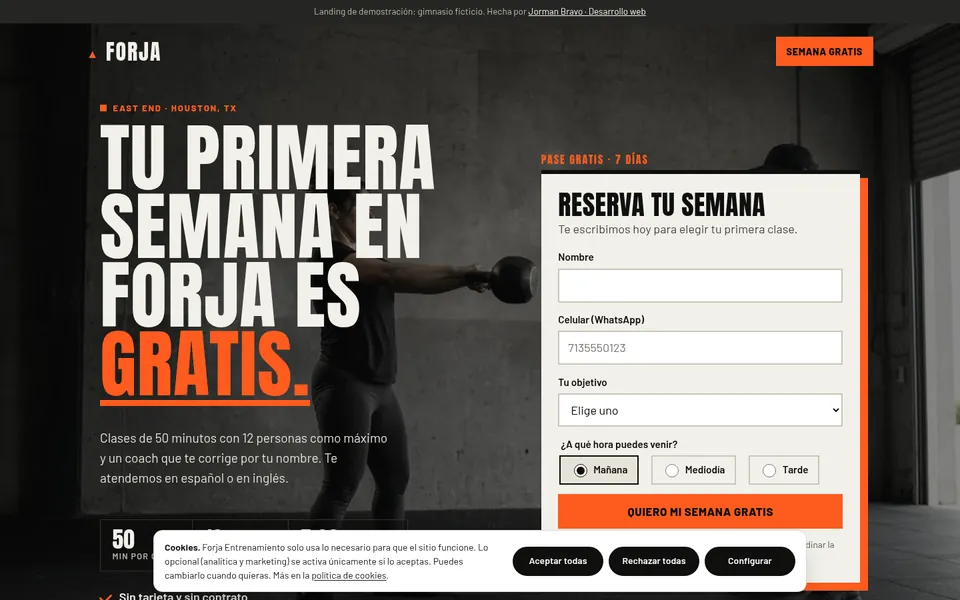 Landing de demostración: gimnasio ficticio. Hecha por Jorman Bravo · Desarrollo web
FORJA
SEMANA GRATIS
EAST END · HOUSTON, TX
TU PRIMERA
SEMANA EN
FORJA ES
GRATIS.
Clases de 50 minutos con 12 personas como máximo
y un coach que te corrige por tu nombre. Te
atendemos en español o en inglés.
50
MIN POR
Sin tarjeta y sin contrato
PASE GRATIS · 7 DÍAS
RESERVA TU SEMANA
Te escribimos hoy para elegir tu primera clase.
Nombre
Celular (WhatsApp)
7135550123
Tu objetivo
Elige uno
¿A qué hora puedes venir?
Mañana
Mediodía
Tarde
QUIERO MI SEMANA GRATIS
Cookies. Forja Entrenamiento solo usa lo necesario para que el sitio funcione. Lo
opcional (analítica y marketing) se activa únicamente si lo aceptas. Puedes
cambiarlo cuando quieras. Más en la política de cookies.
Aceptar todas
Rechazar todas
Configurar